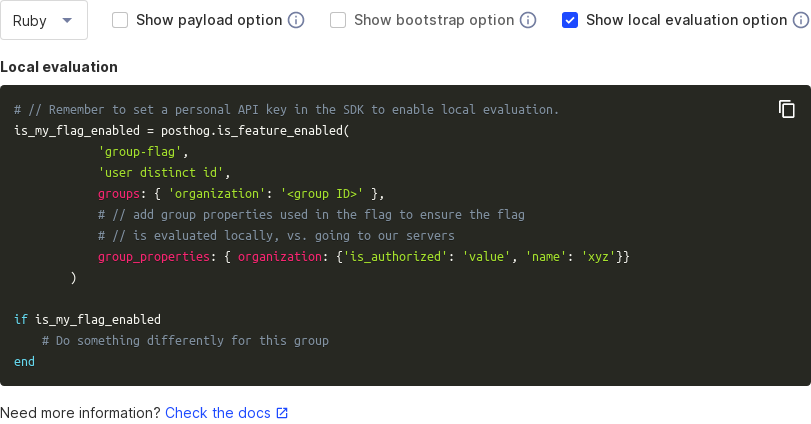 Ruby
Show payload option
Show bootstrap option
Show local evaluation option
Local evaluation
# // Remember to set a personal API key in the SDK to enable local evaluation.
is_my_flag_enabled = posthog.is_feature_enabled(
'group-flag',
'user distinct id',
groups: { 'organization': '<group ID>' },
# // add group properties used in the flag to ensure the flag
# // is evaluated locally, vs. going to our servers
group_properties: { organization: {'is_authorized': 'value', 'name': 'xyz'}}
)
if is_my_flag_enabled
# Do something differently for this group
end
Need more information? Check the docs